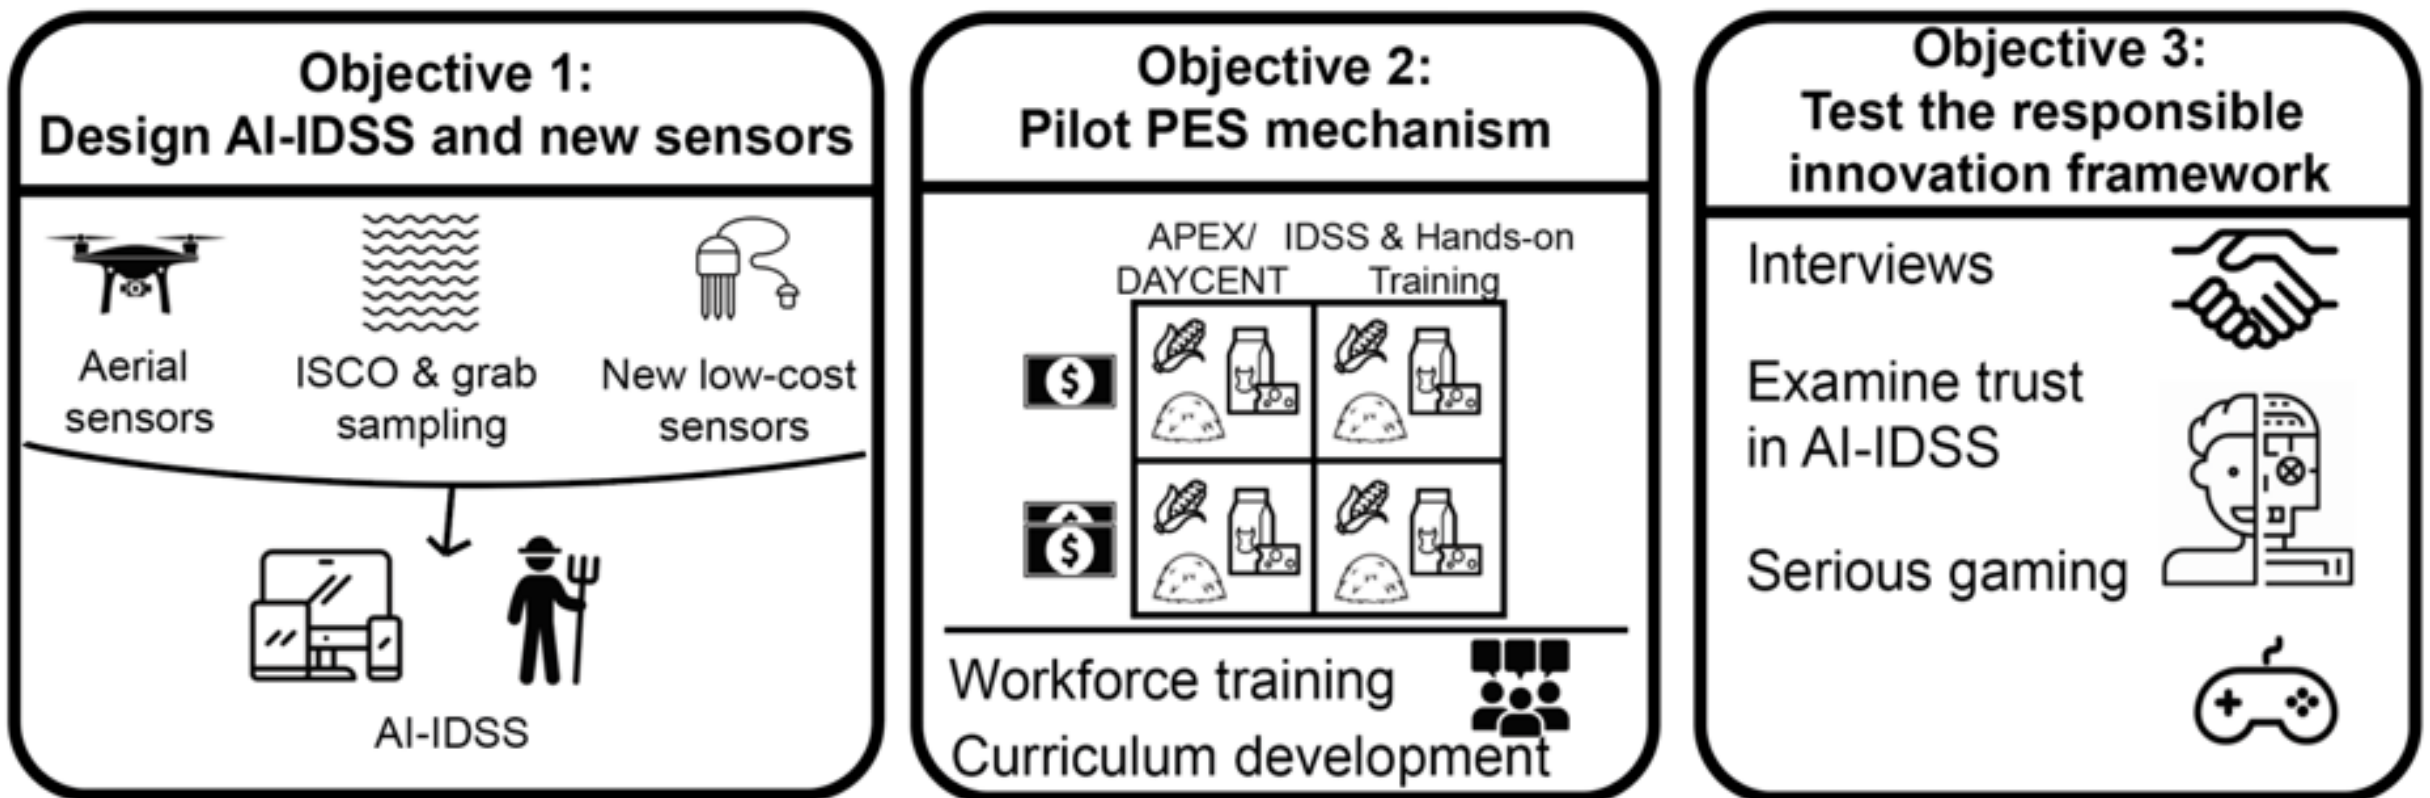 Objective 1:
Design AI-IDSS and new sensors
Aerial
sensors
ISCO & grab
sampling
New low-cost
sensors
AI-IDSS
Objective 2:
Pilot PES mechanism
APEX/
DAYCENT
IDSS & Hands-on
Training
$
$
Workforce training
Curriculum development
Objective 3:
Test the responsible
innovation framework
Interviews
Examine trust
in AI-IDSS
Serious gaming